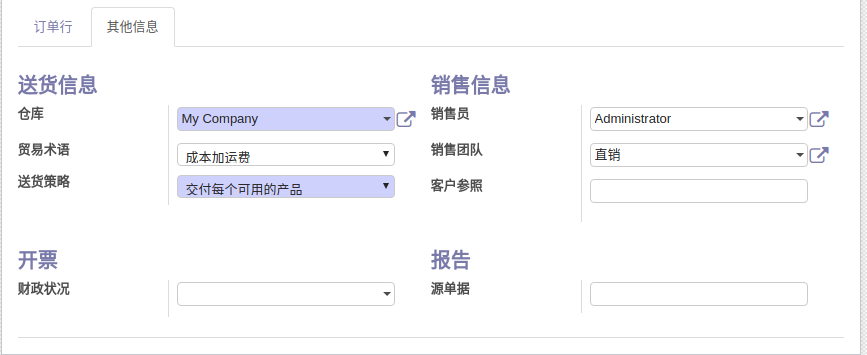 订单行 其他信息
送货信息
仓库 My Company
贸易术语 成本加运费
送货策略 交付每个可用的产品
销售信息
销售员 Administrator
销售团队 直销
客户参照
开票
财政状况
报告
源单据